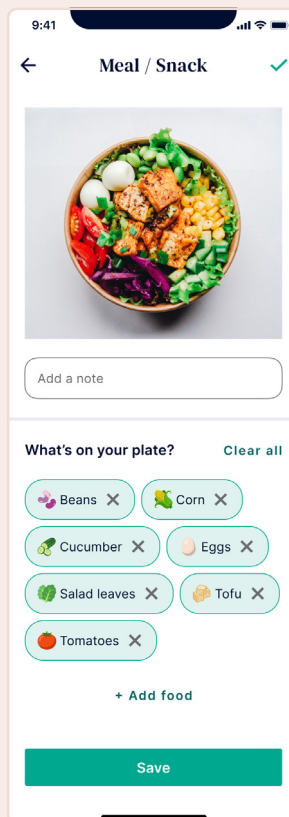 9:41
Meal / Snack
Add a note
What's on your plate?
Clear all
Beans
Corn
Cucumber
Eggs
Salad leaves
Tofu
Tomatoes
+ Add food
Save